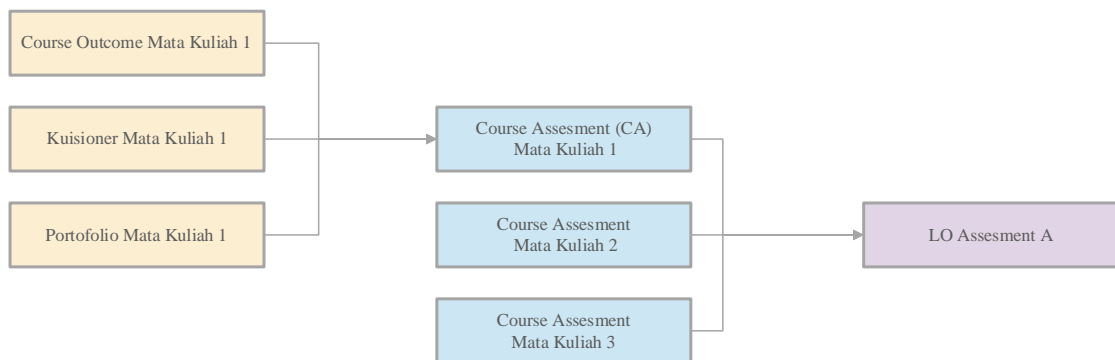 Course Outcome Mata Kuliah 1
Kuisioner Mata Kuliah 1
Portofolio Mata Kuliah 1
Course Assesment (CA)
Mata Kuliah 1
Course Assesment
Mata Kuliah 2
Course Assesment
Mata Kuliah 3
LO Assesment A